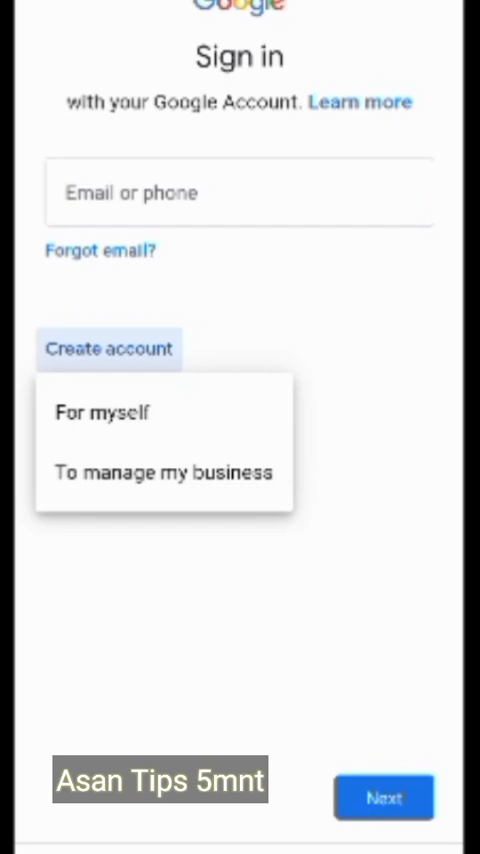 Google
Sign in
with your Google Account. Learn more
Email or phone
Forgot email?
Create account
For myself
To manage my business
Asan Tips 5mnt
Next